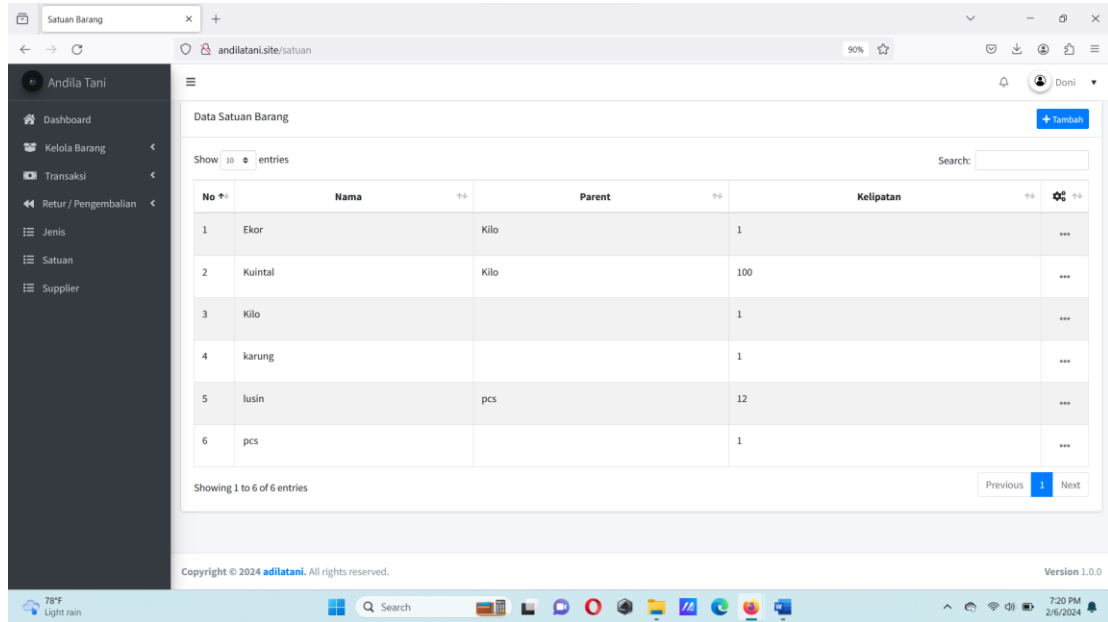 Satuan Barang
andilatani.site/satuan
90%
Andila Tani
Doni
Dashboard
Kelola Barang
Transaksi
Retur / Pengembalian
Jenis
Satuan
Supplier
Data Satuan Barang
+ Tambah
Show 10 entries
Search:
No Nama Parent Kelipatan
1 Ekor Kilo 1
2 Kuintal Kilo 100
3 Kilo 1
4 karung 1
5 lusin pcs 12
6 pcs 1
Showing 1 to 6 of 6 entries
Previous 1 Next
Copyright © 2024 adilatani. All rights reserved.
Version 1.0.0
78°F
Light rain
Search
7:20 PM
2/6/2024